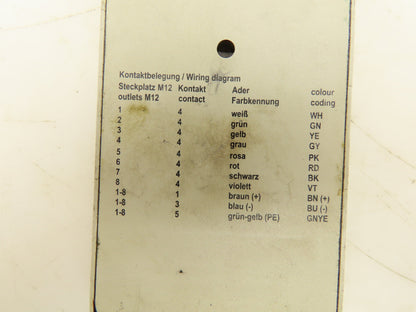 Kontaktbelegung / Wiring diagram
Steckplatz M12 Kontakt Ader colour
outlets M12 contact Farbkennung coding
1 4 weiß WH
2 4 grün GN
3 4 gelb YE
4 4 grau GY
5 4 rosa PK
6 4 rot RD
7 4 schwarz BK
8 4 violett VT
1-8 1 braun (+) BN (+)
1-8 3 blau (-) BU (-)
1-8 5 grün-gelb (PE) GNYE